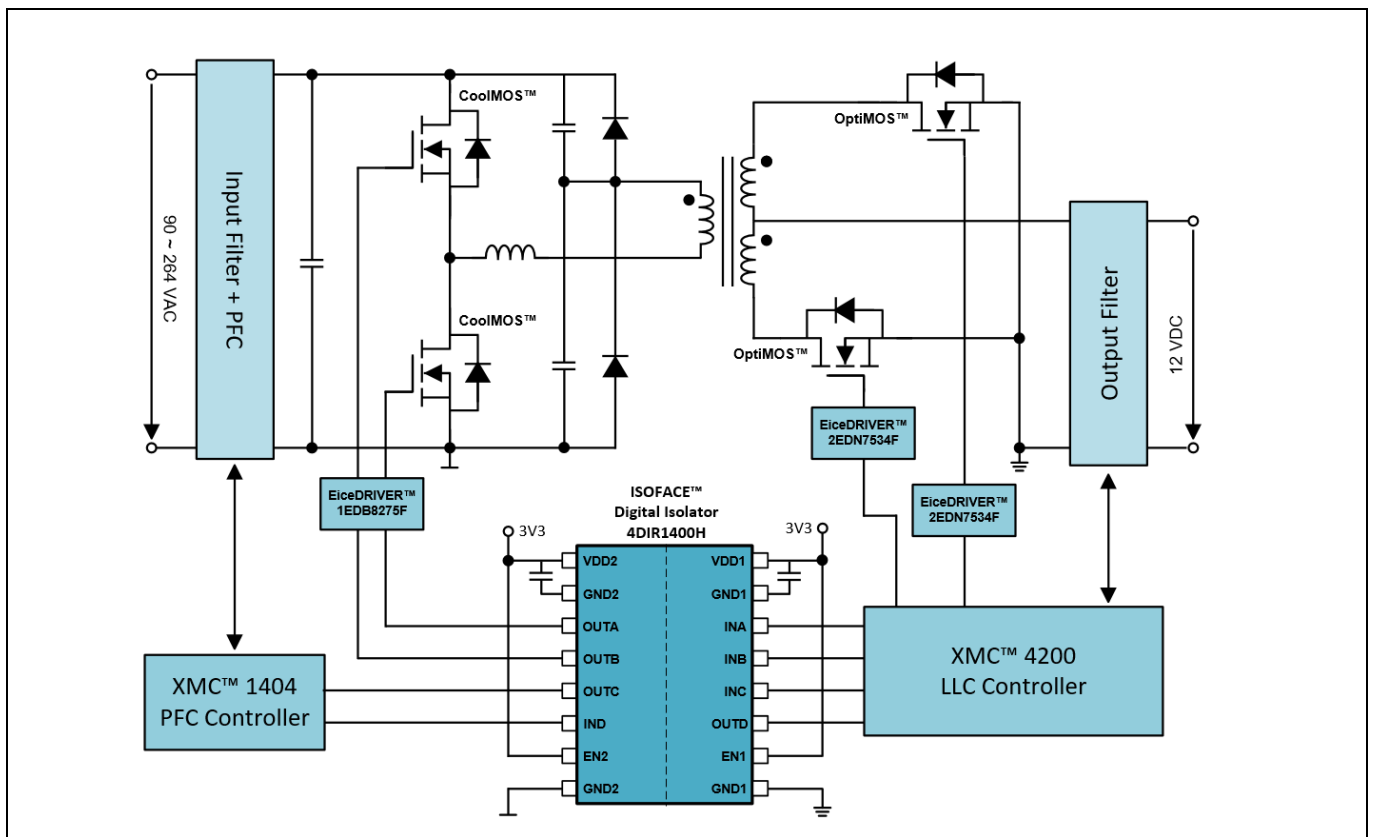 90 ~ 264 VAC
Input Filter + PFC
CoolMOS™
CoolMOS™
OptiMOS™
OptiMOS™
Output Filter
12 VDC
EiceDRIVER™
1EDB8275F
EiceDRIVER™
2EDN7534F
EiceDRIVER™
2EDN7534F
ISOFACE™
Digital Isolator
4DIR1400H
3V3
3V3
VDD2
GND2
OUTA
OUTB
OUTC
IND
EN2
GND2
VDD1
GND1
INA
INB
INC
OUTD
EN1
GND1
XMC™ 1404
PFC Controller
XMC™ 4200
LLC Controller